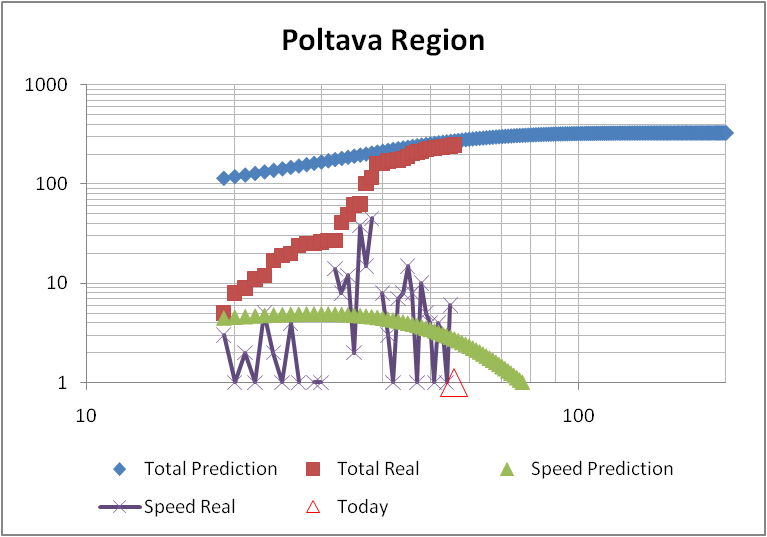 Poltava Region
1000
100
10
1
10 100
Total Prediction Total Real Speed Prediction
Speed Real Today